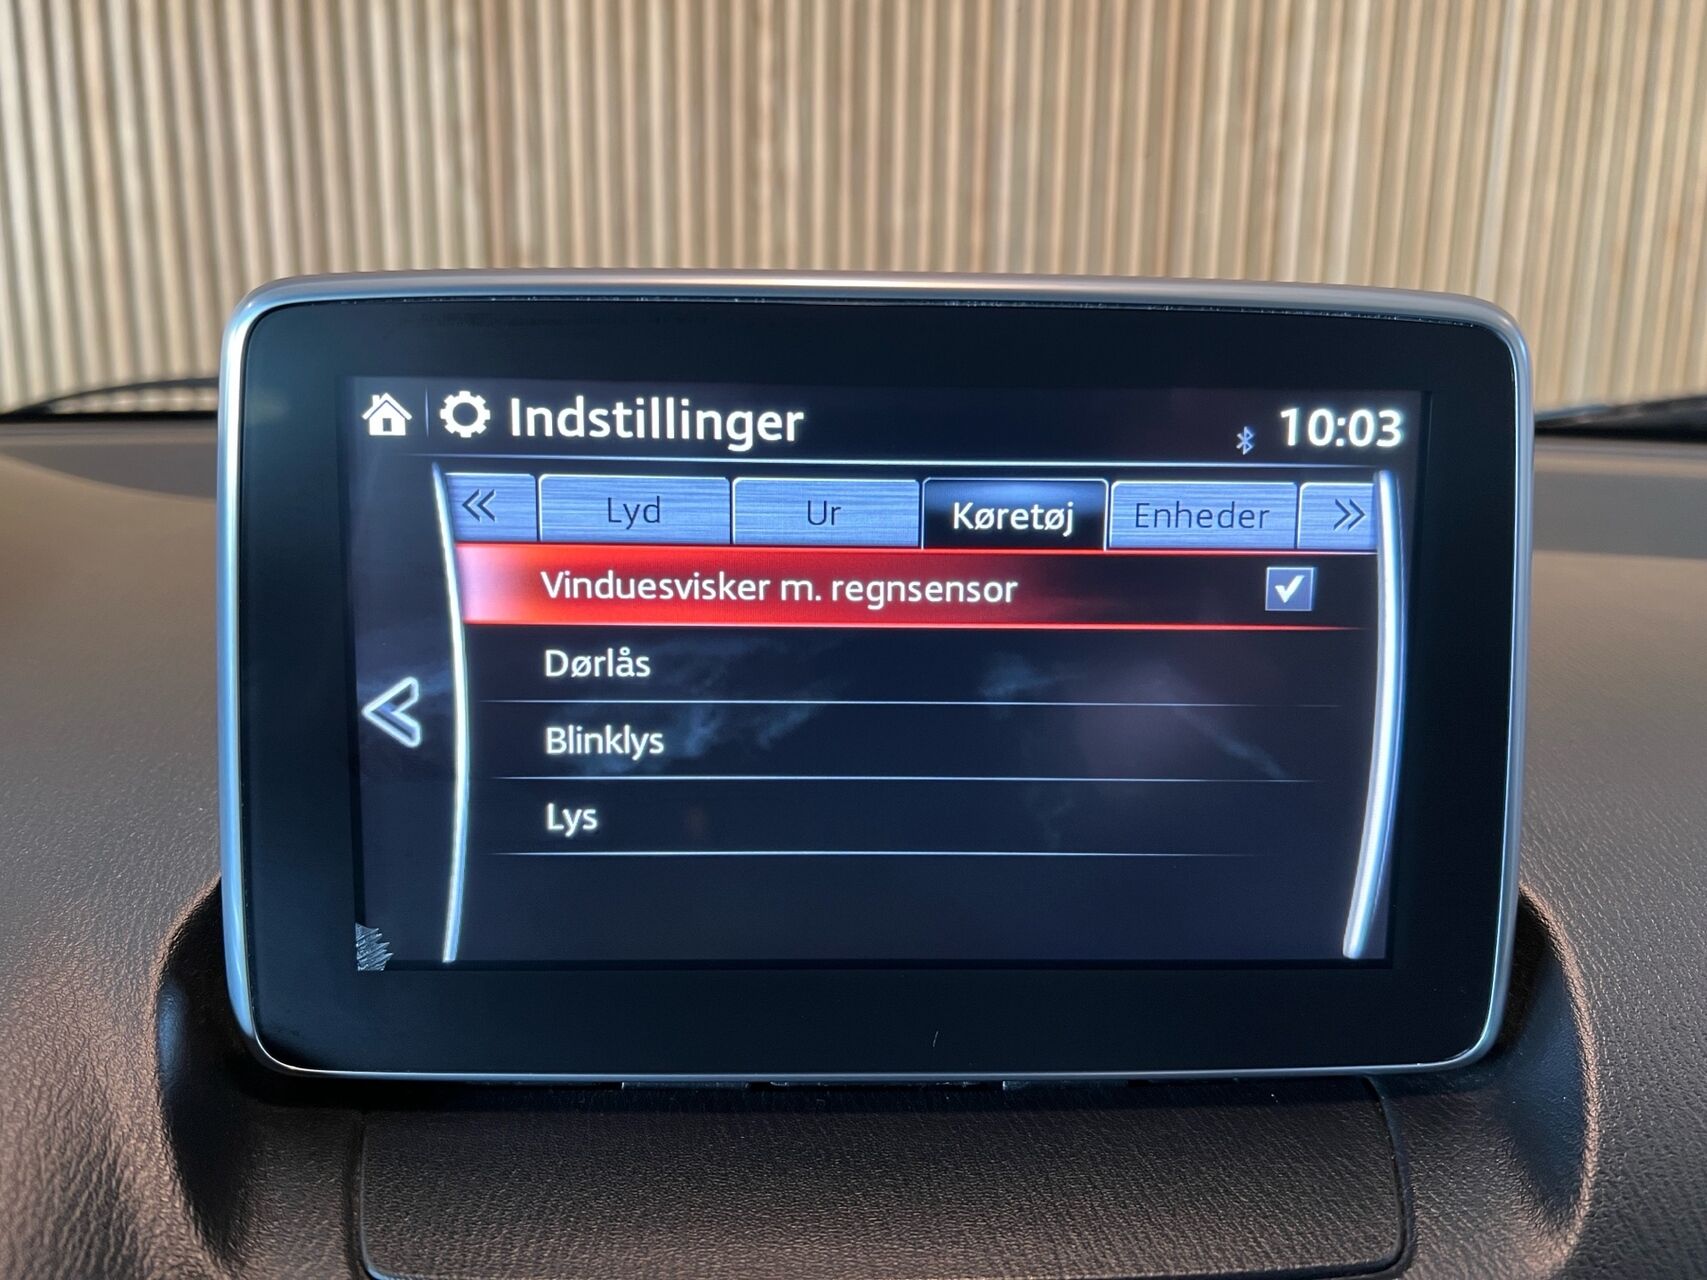 Indstillinger 10:03
« Lyd Ur Køretøj Enheder »
Vinduesvisker m. regnsensor
Dørlås
Blinklys
Lys